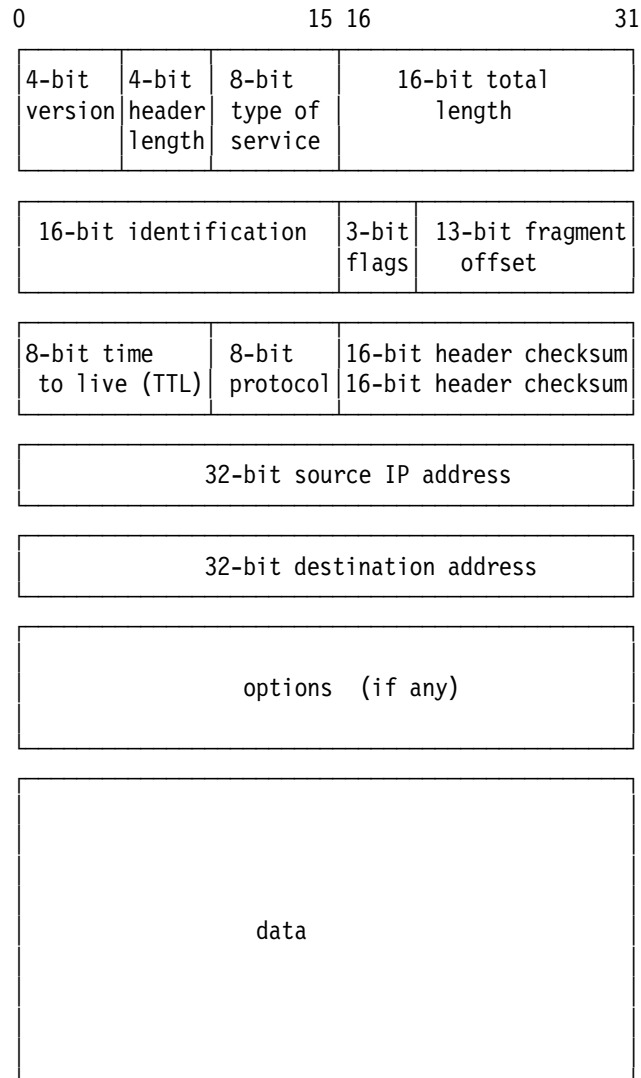 0 15 16 31
4-bit 4-bit 8-bit 16-bit total
version header type of length
length service
16-bit identification 3-bit 13-bit fragment
flags offset
8-bit time 8-bit 16-bit header checksum
to live (TTL) protocol 16-bit header checksum
32-bit source IP address
32-bit destination address
options (if any)
data